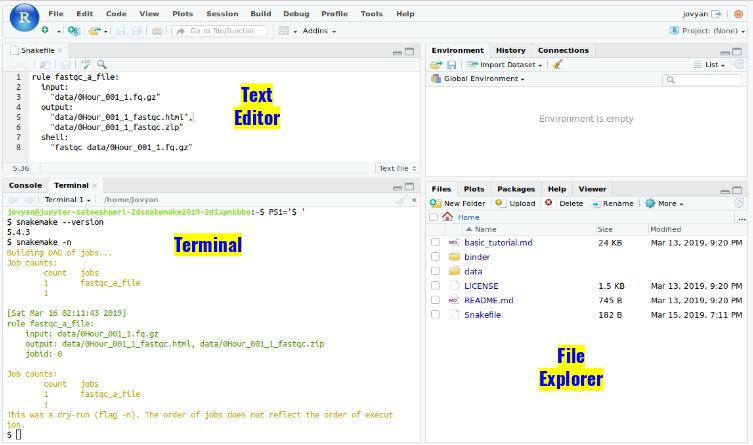 R
File Edit Code View Plots Session Build Debug Profile Tools Help
jovyan
Go to file/function
Addins
R Project: (None)
Snakefile
ABC
1 rule fastqc_a_file:
2 input:
3 "data/0Hour_001_1.fq.gz"
4 output:
5 "data/0Hour_001_1_fastqc.html",
6 "data/0Hour_001_1_fastqc.zip"
7 shell:
8 "fastqc data/0Hour_001_1.fq.gz"
Text
Editor
5:36
Text File
Console Terminal
Terminal 1 /home/jovyan
jovyan@jupyter-sateeshperi-2dsnakemake2019-2d1xpmkbbe:~$ PS1='$ '
$ snakemake --version
5.4.3
$ snakemake -n
Building DAG of jobs...
Job counts:
count jobs
1 fastqc_a_file
1
[Sat Mar 16 02:11:43 2019]
rule fastqc_a_file:
input: data/0Hour_001_1.fq.gz
output: data/0Hour_001_1_fastqc.html, data/0Hour_001_1_fastqc.zip
jobid: 0
Job counts:
count jobs
1 fastqc_a_file
1
This was a dry-run (flag -n). The order of jobs does not reflect the order of execut
ion.
$
Terminal
Environment History Connections
Import Dataset
List
Global Environment
Environment is empty
Files Plots Packages Help Viewer
New Folder Upload Delete Rename More
Home
...
Name Size Modified
MD basic_tutorial.md 24 KB Mar 13, 2019, 9:20 PM
binder
data
LICENSE 1.5 KB Mar 13, 2019, 9:20 PM
MD README.md 745 B Mar 13, 2019, 9:20 PM
Snakefile 182 B Mar 15, 2019, 7:11 PM
File
Explorer